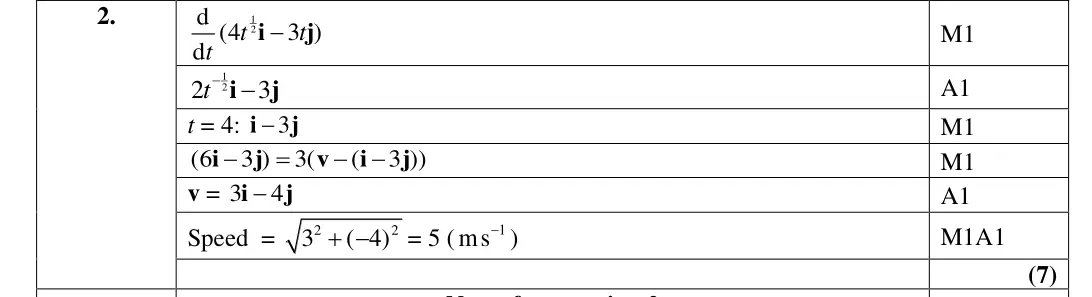 2. d/dt (4t^½ i − 3tj) M1
2t^−½ i − 3j A1
t = 4: i − 3j M1
(6i − 3j) = 3(v − (i − 3j)) M1
v = 3i − 4j A1
Speed = √(3² + (−4)²) = 5 (ms⁻¹) M1A1
(7)